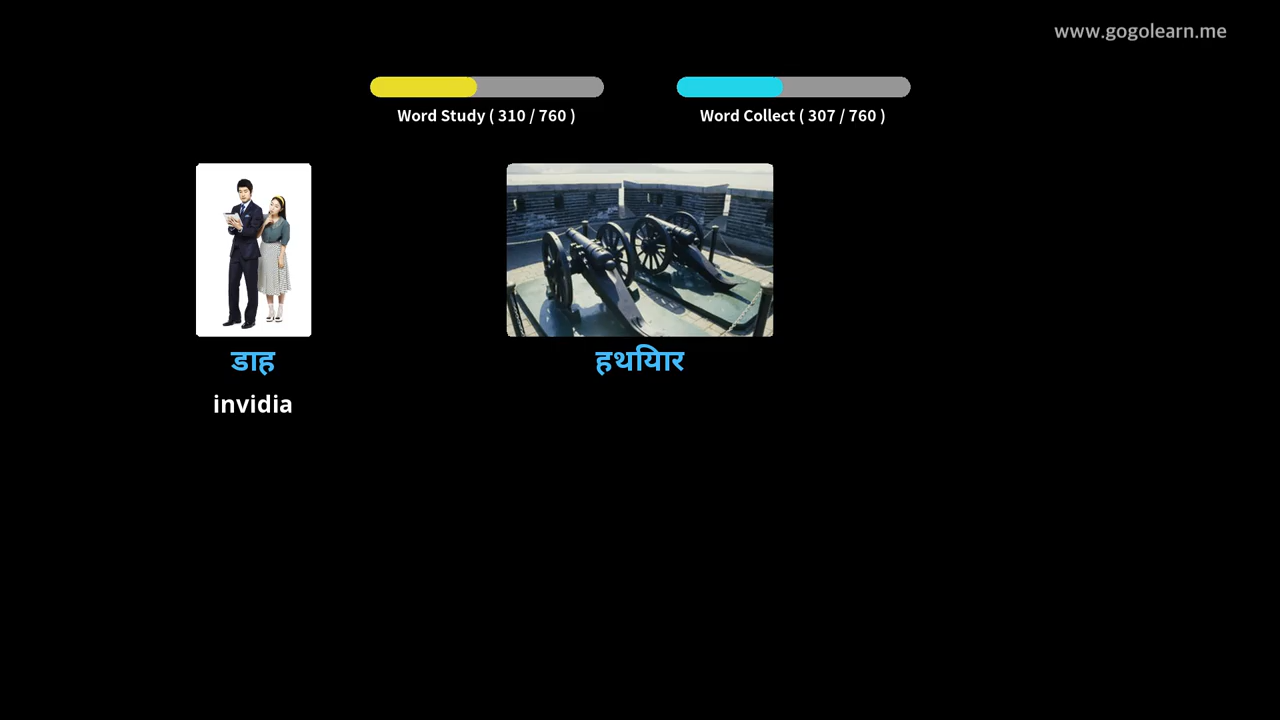 www.gogolearn.me
Word Study ( 310 / 760 )
Word Collect ( 307 / 760 )
डाह
हथियार
invidia